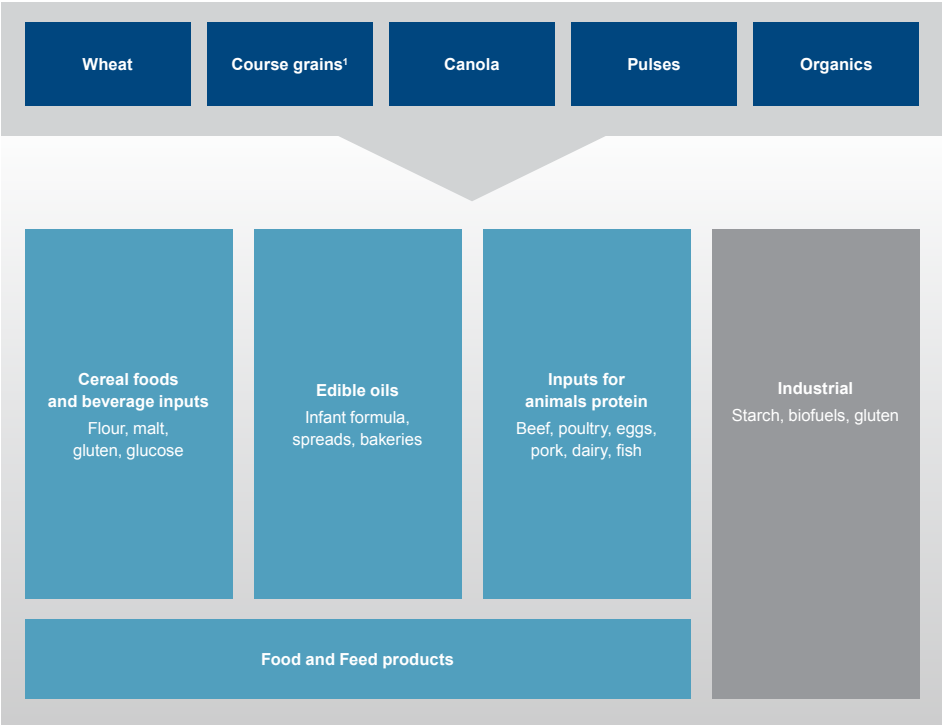 Wheat
Course grains¹
Canola
Pulses
Organics
Cereal foods
and beverage inputs
Flour, malt,
gluten, glucose
Edible oils
Infant formula,
spreads, bakeries
Inputs for
animals protein
Beef, poultry, eggs,
pork, dairy, fish
Industrial
Starch, biofuels, gluten
Food and Feed products